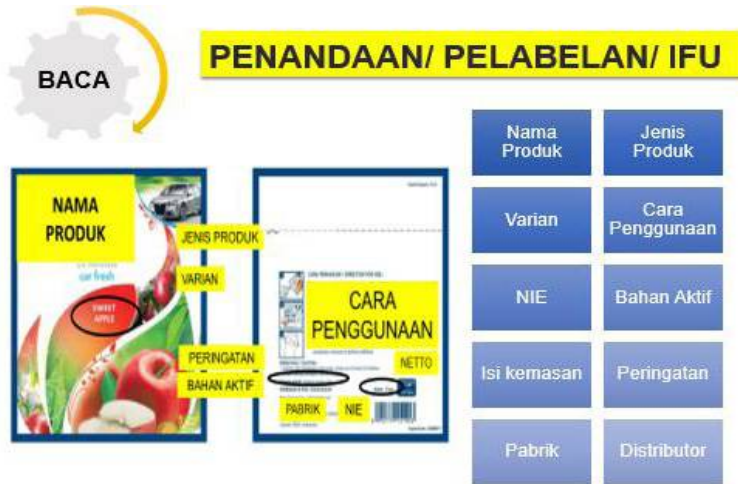 BACA
PENANDAAN/ PELABELAN/ IFU
NAMA
PRODUK
car fresh
SWEET
APPLE
JENIS PRODUK
VARIAN
PERINGATAN
BAHAN AKTIF
CARA
PENGGUNAAN
NETTO
PABRIK
NIE
Nama
Produk
Jenis
Produk
Varian
Cara
Penggunaan
NIE
Bahan Aktif
Isi kemasan
Peringatan
Pabrik
Distributor